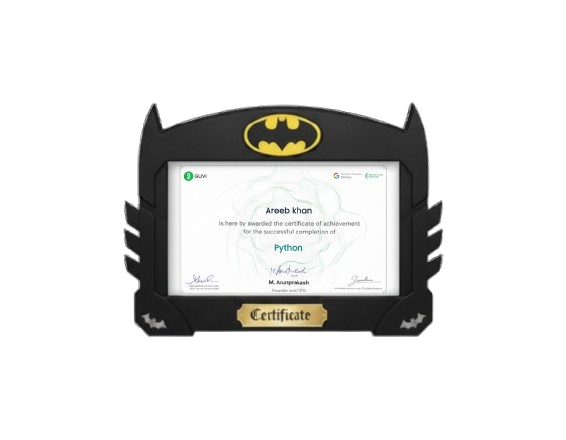 GUVI
Areeb khan
is here by awarded the certificate of achievement
for the successful completion of
Python
M. Arunprakash
Founder and CEO
Certificate